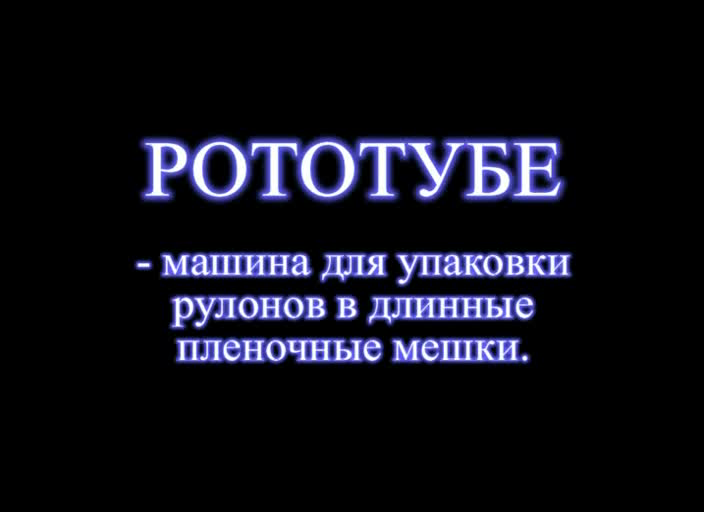 РОТОТУБЕ
- машина для упаковки
рулонов в длинные
пленочные мешки.